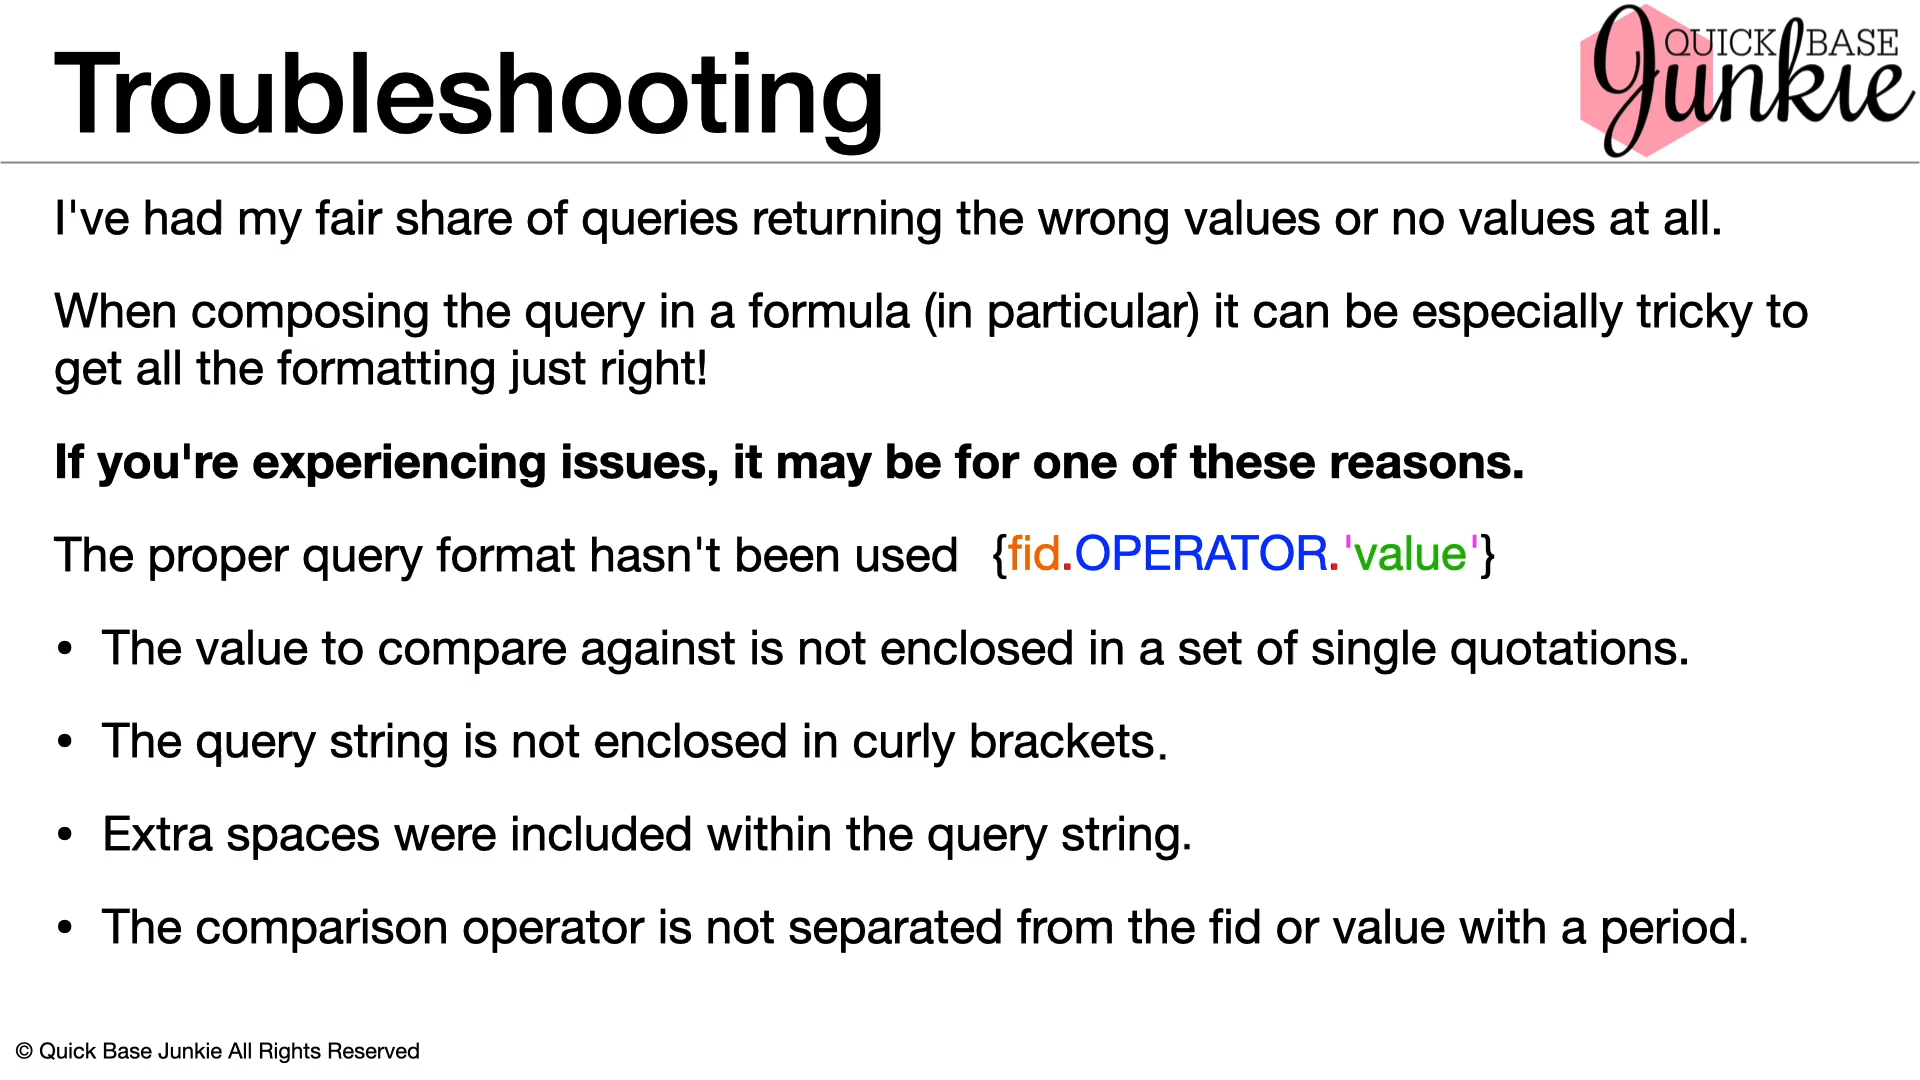 Troubleshooting
QUICK BASE
Junkie
I've had my fair share of queries returning the wrong values or no values at all.
When composing the query in a formula (in particular) it can be especially tricky to
get all the formatting just right!
If you're experiencing issues, it may be for one of these reasons.
The proper query format hasn't been used {fid.OPERATOR.'value'}
• The value to compare against is not enclosed in a set of single quotations.
• The query string is not enclosed in curly brackets.
• Extra spaces were included within the query string.
• The comparison operator is not separated from the fid or value with a period.
© Quick Base Junkie All Rights Reserved